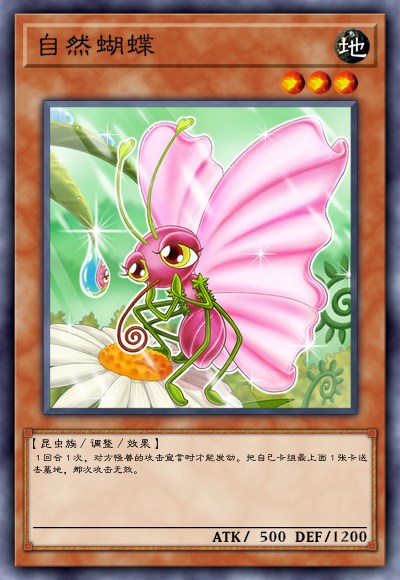 自然蝴蝶
地
【昆虫族／调整／效果】
１回合１次，对方怪兽的攻击宣言时才能发动。把自己卡组最上面１张卡送
去墓地，那次攻击无效。
ATK/ 500 DEF/1200